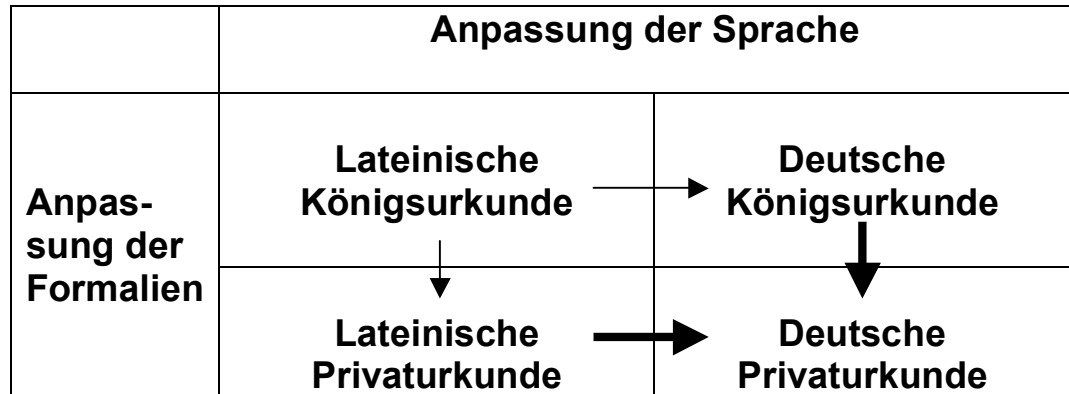 Anpassung der Sprache
Anpas-
sung der
Formalien
Lateinische
Königsurkunde
Deutsche
Königsurkunde
Lateinische
Privaturkunde
Deutsche
Privaturkunde